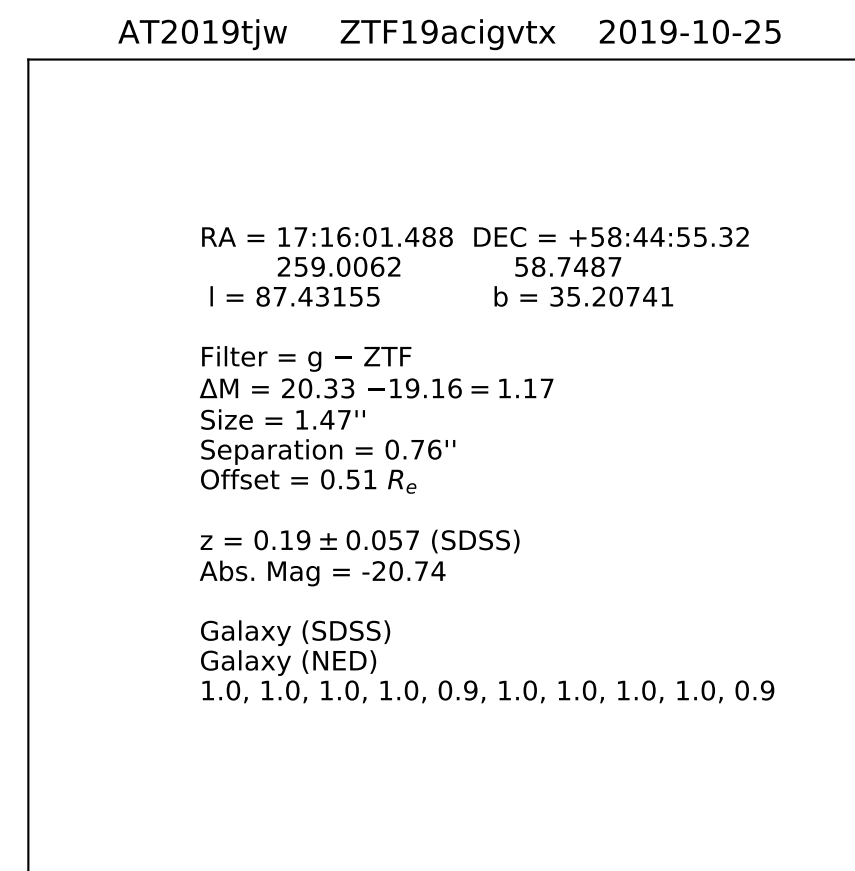 AT2019tjw ZTF19acigvtx 2019-10-25
RA = 17:16:01.488 DEC = +58:44:55.32
259.0062 58.7487
l = 87.43155 b = 35.20741
Filter = g − ZTF
ΔM = 20.33 −19.16 = 1.17
Size = 1.47''
Separation = 0.76''
Offset = 0.51 Rₑ
z = 0.19 ± 0.057 (SDSS)
Abs. Mag = -20.74
Galaxy (SDSS)
Galaxy (NED)
1.0, 1.0, 1.0, 1.0, 0.9, 1.0, 1.0, 1.0, 1.0, 0.9